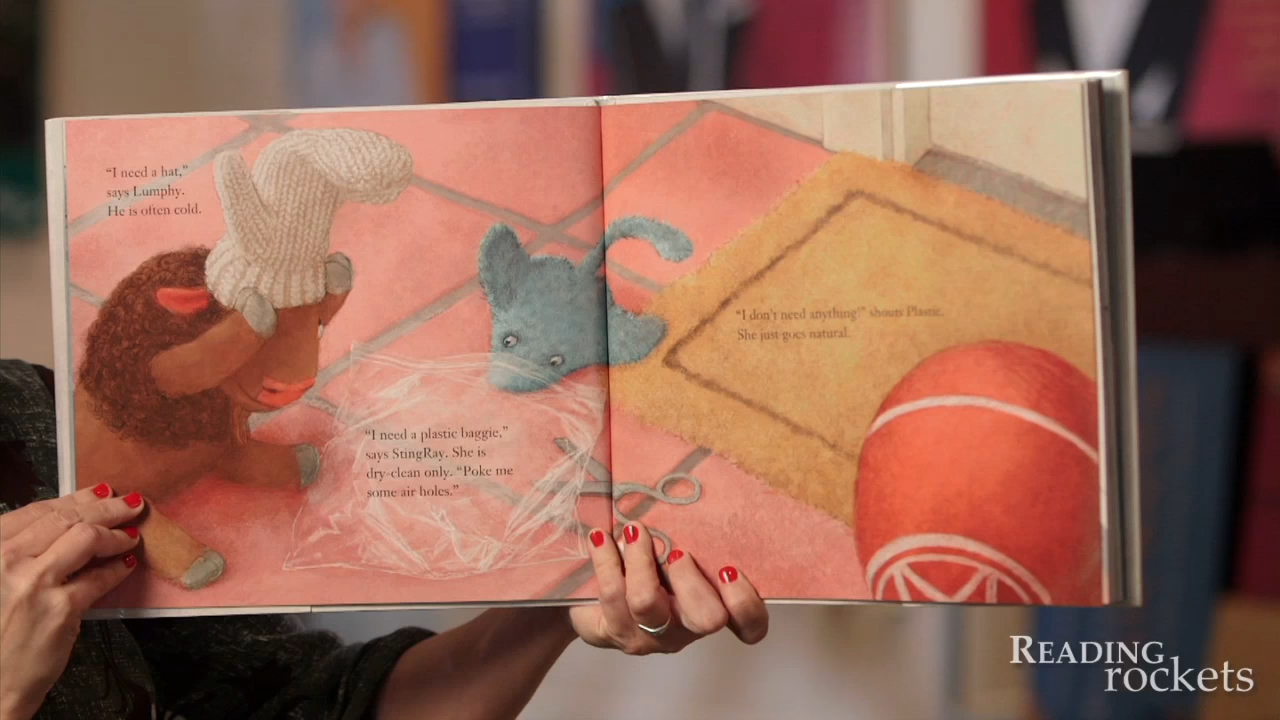 "I need a hat,"
says Lumphy.
He is often cold.
"I need a plastic baggie,"
says StingRay. She is
dry-clean only. "Poke me
some air holes."
"I don't need anything!" shouts Plastic.
She just goes natural.
READING
rockets